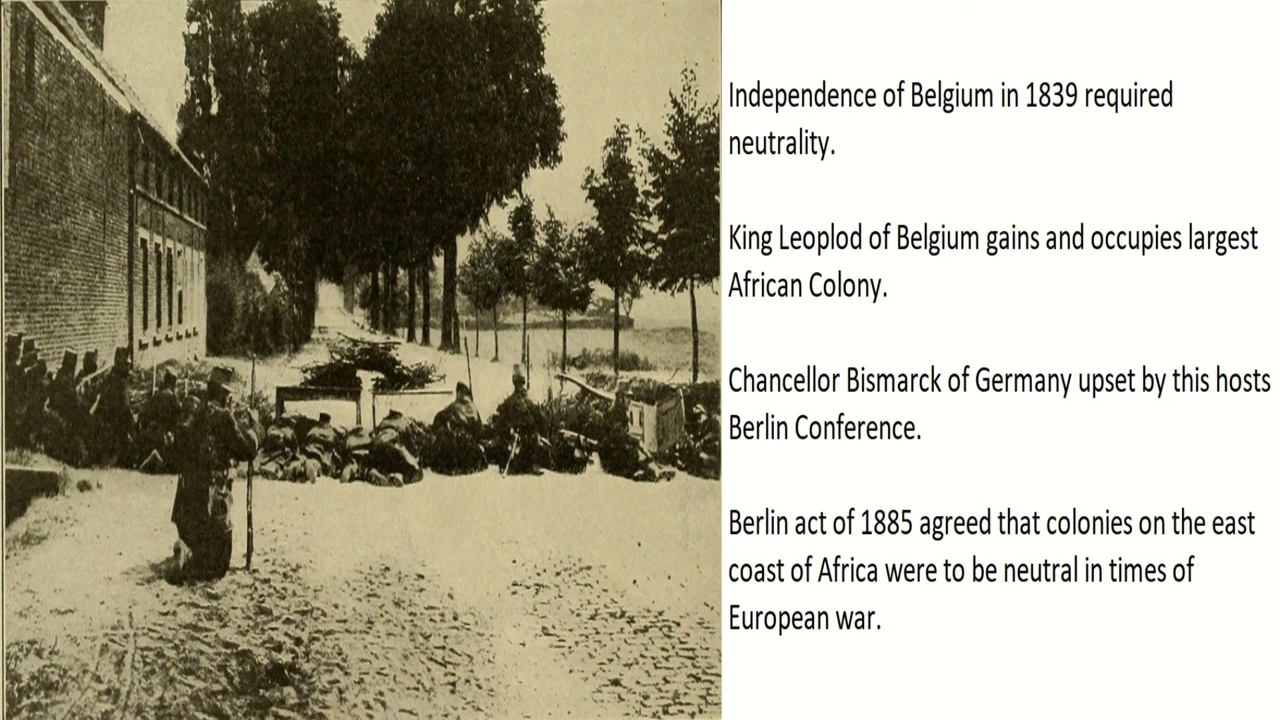 Independence of Belgium in 1839 required
neutrality.
King Leoplod of Belgium gains and occupies largest
African Colony.
Chancellor Bismarck of Germany upset by this hosts
Berlin Conference.
Berlin act of 1885 agreed that colonies on the east
coast of Africa were to be neutral in times of
European war.